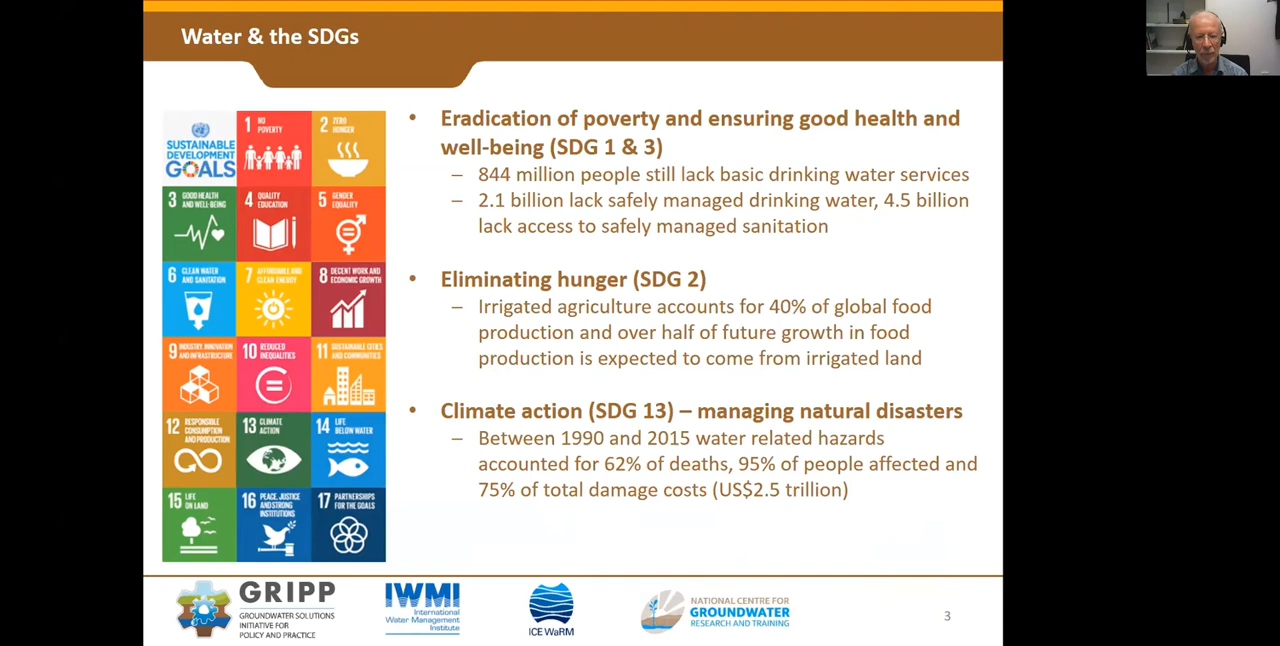 Water & the SDGs
SUSTAINABLE
DEVELOPMENT
GOALS
1 NO
POVERTY
2 ZERO
HUNGER
3 GOOD HEALTH
AND WELL-BEING
4 QUALITY
EDUCATION
5 GENDER
EQUALITY
6 CLEAN WATER
AND SANITATION
7 AFFORDABLE AND
CLEAN ENERGY
8 DECENT WORK AND
ECONOMIC GROWTH
9 INDUSTRY, INNOVATION
AND INFRASTRUCTURE
10 REDUCED
INEQUALITIES
11 SUSTAINABLE CITIES
AND COMMUNITIES
12 RESPONSIBLE
CONSUMPTION
AND PRODUCTION
13 CLIMATE
ACTION
14 LIFE
BELOW WATER
15 LIFE
ON LAND
16 PEACE, JUSTICE
AND STRONG
INSTITUTIONS
17 PARTNERSHIPS
FOR THE GOALS
• Eradication of poverty and ensuring good health and
well-being (SDG 1 & 3)
– 844 million people still lack basic drinking water services
– 2.1 billion lack safely managed drinking water, 4.5 billion
lack access to safely managed sanitation
• Eliminating hunger (SDG 2)
– Irrigated agriculture accounts for 40% of global food
production and over half of future growth in food
production is expected to come from irrigated land
• Climate action (SDG 13) – managing natural disasters
– Between 1990 and 2015 water related hazards
accounted for 62% of deaths, 95% of people affected and
75% of total damage costs (US$2.5 trillion)
GRIPP
GROUNDWATER SOLUTIONS
INITIATIVE FOR
POLICY AND PRACTICE
IWMI
International
Water Management
Institute
ICE WaRM
NATIONAL CENTRE FOR
GROUNDWATER
RESEARCH AND TRAINING
3